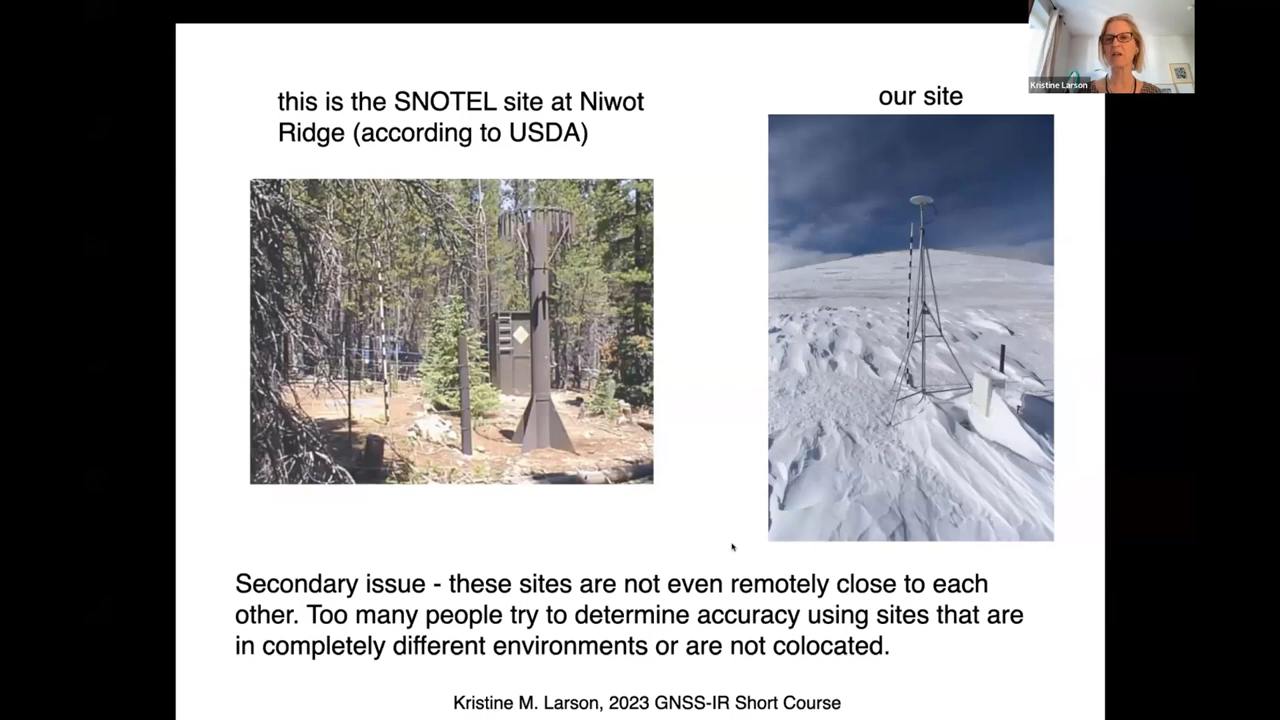 this is the SNOTEL site at Niwot
Ridge (according to USDA)
our site
Kristine Larson
Secondary issue - these sites are not even remotely close to each
other. Too many people try to determine accuracy using sites that are
in completely different environments or are not colocated.
Kristine M. Larson, 2023 GNSS-IR Short Course